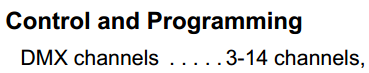 Control and Programming
DMX channels . . . . . 3-14 channels,